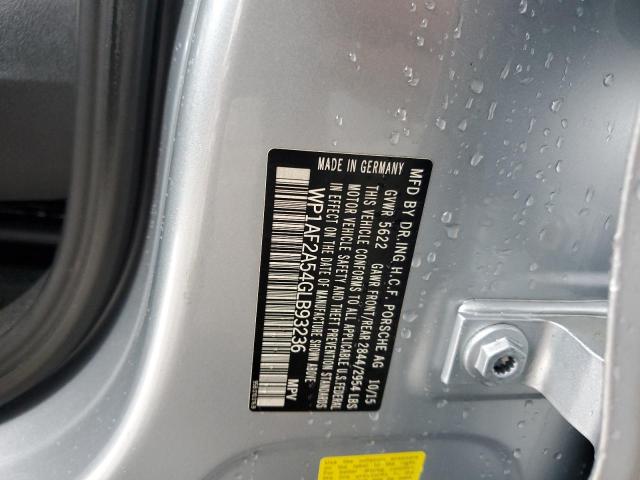 MFD BY DR.ING.H.C.F. PORSCHE AG 10/15
GVWR 5622 GAWR FRONT/REAR 2844/2954 LBS
THIS VEHICLE CONFORMS TO ALL APPLICABLE U.S. FEDERAL
MOTOR VEHICLE SAFETY AND THEFT PREVENTION STANDARDS
IN EFFECT ON THE DATE OF MANUFACTURE SHOWN ABOVE.
WP1AF2A54GLB93236 MPV
MADE IN GERMANY